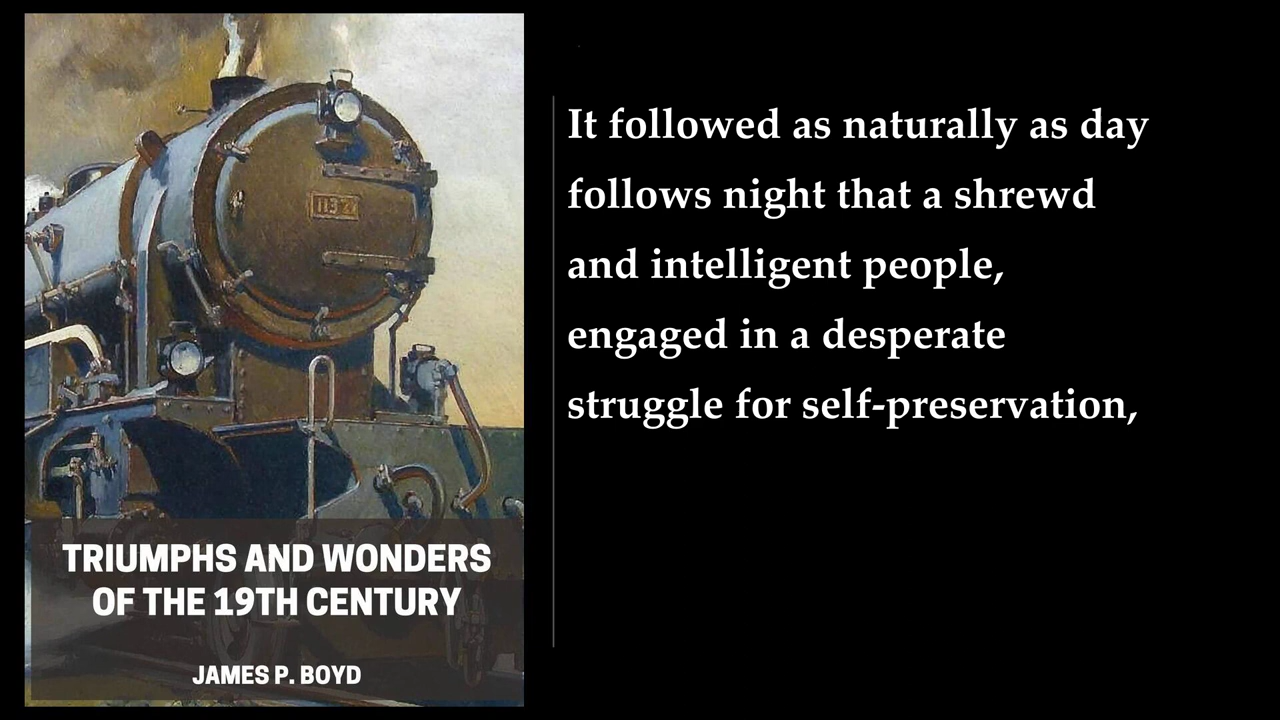 It followed as naturally as day
follows night that a shrewd
and intelligent people,
engaged in a desperate
struggle for self-preservation,
TRIUMPHS AND WONDERS
OF THE 19TH CENTURY
JAMES P. BOYD